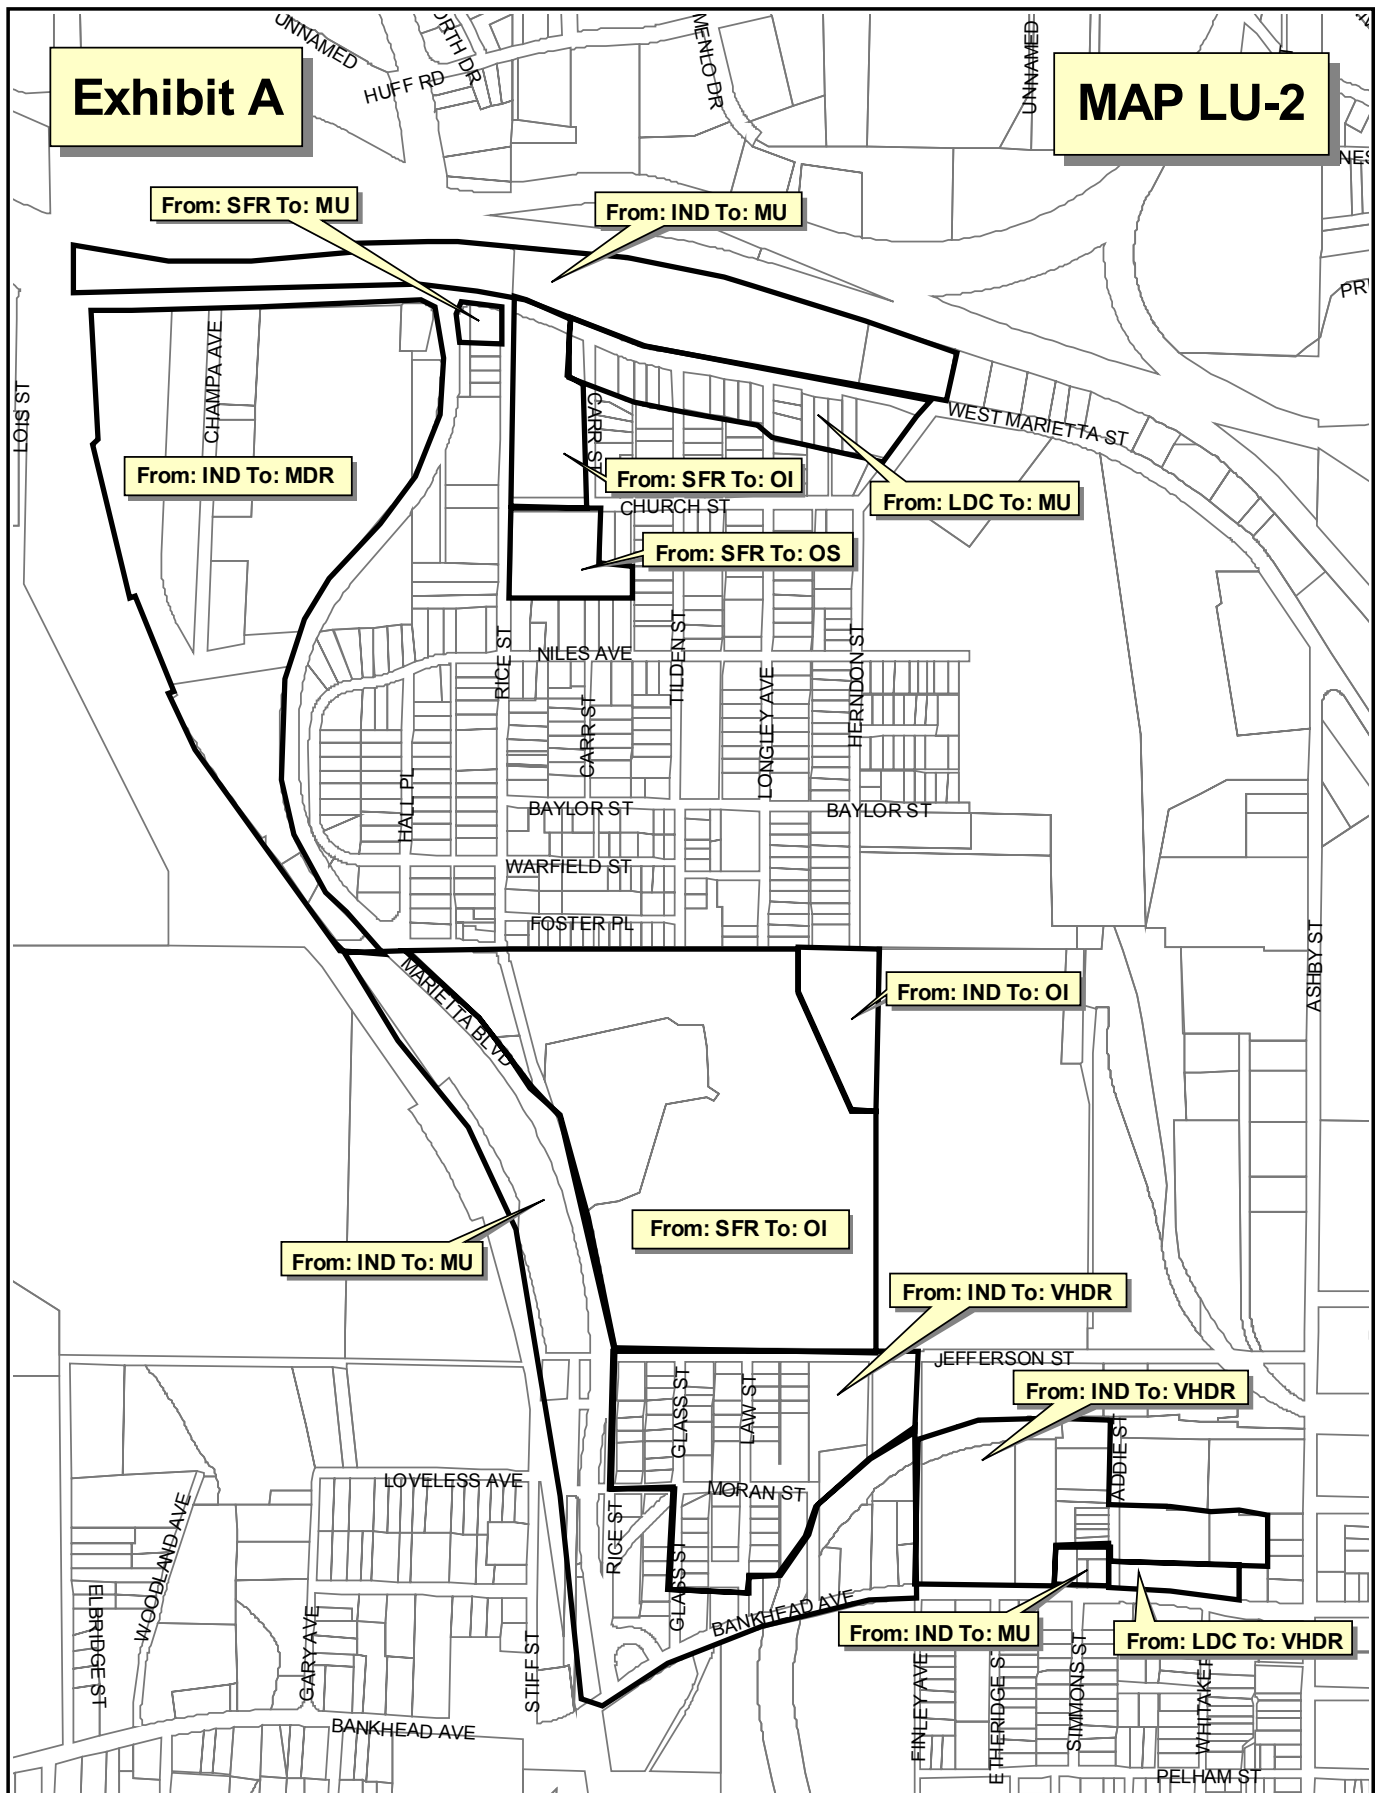 UNNAMED
ORTH DR
MENLO DR
UNNAMED
HUFF RD
Exhibit A
MAP LU-2
From: SFR To: MU
From: IND To: MU
LOIS ST
CHAMPA AVE
CARR ST
WEST MARIETTA ST
From: IND To: MDR
From: SFR To: OI
From: LDC To: MU
CHURCH ST
From: SFR To: OS
RICE ST
NILES AVE
TILDEN ST
LONGLEY AVE
HERNDON ST
CARR ST
HALL PL
BAYLOR ST
BAYLOR ST
WARFIELD ST
FOSTER PL
ASHBY ST
MARIETTA BLVD
From: IND To: OI
From: SFR To: OI
From: IND To: MU
From: IND To: VHDR
JEFFERSON ST
From: IND To: VHDR
GLASS ST
LAW ST
ADDIE ST
LOVELESS AVE
MORAN ST
WOODLAND AVE
RICE ST
GLASS ST
BANKHEAD AVE
ELBRIDGE ST
GARY AVE
STIFF ST
From: IND To: MU
From: LDC To: VHDR
FINLEY AVE
ETHERIDGE ST
SIMMONS ST
BANKHEAD AVE
PELHAM ST